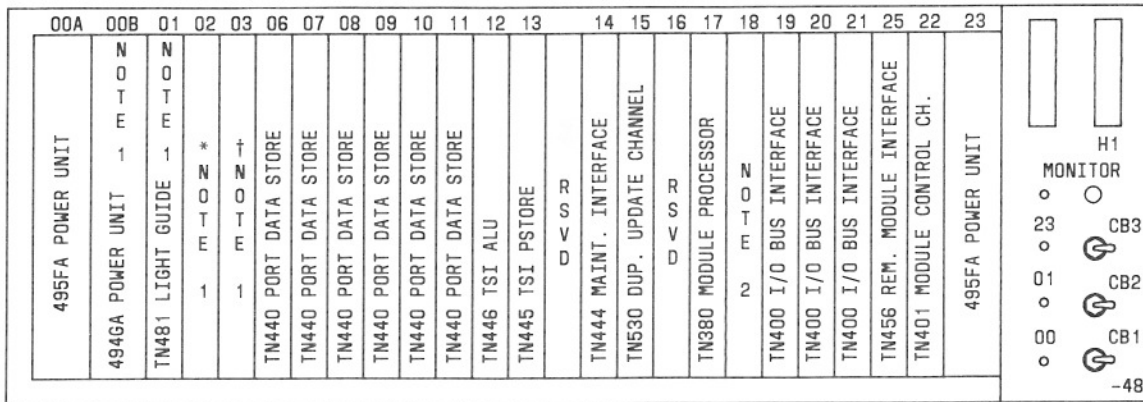 00A 00B 01 02 03 06 07 08 09 10 11 12 13 14 15 16 17 18 19 20 21 25 22 23
495FA POWER UNIT
494GA POWER UNIT NOTE 1
TN481 LIGHT GUIDE NOTE 1
* NOTE 1
† NOTE 1
TN440 PORT DATA STORE
TN440 PORT DATA STORE
TN440 PORT DATA STORE
TN440 PORT DATA STORE
TN440 PORT DATA STORE
TN440 PORT DATA STORE
TN446 TSI ALU
TN445 TSI PSTORE
RSVD
TN444 MAINT. INTERFACE
TN530 DUP. UPDATE CHANNEL
RSVD
TN380 MODULE PROCESSOR
NOTE 2
TN400 I/O BUS INTERFACE
TN400 I/O BUS INTERFACE
TN400 I/O BUS INTERFACE
TN456 REM. MODULE INTERFACE
TN401 MODULE CONTROL CH.
495FA POWER UNIT
H1
MONITOR
23 CB3
01 CB2
00 CB1
-48